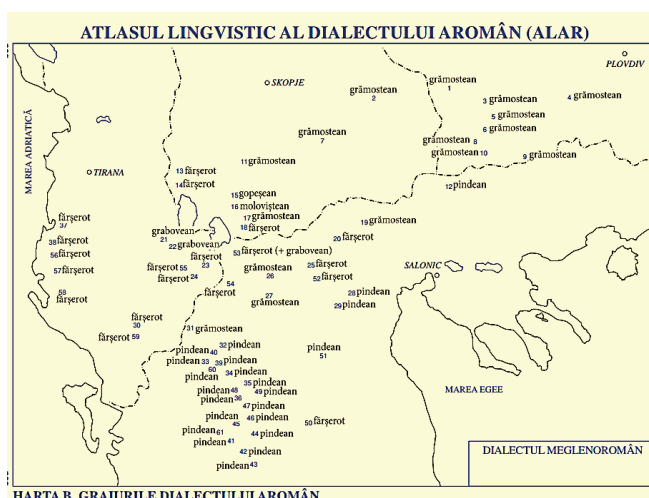 ATLASUL LINGVISTIC AL DIALECTULUI AROMÂN (ALAR)
PLOVDIV
SKOPJE
grămostean
1
grămostean
2
3 grămostean
4 grămostean
5 grămostean
6 grămostean
grămostean
7
grămostean 8
grămostean 10
9 grămostean
MAREA ADRIATICĂ
TIRANA
11 grămostean
13 fărșerot
14 fărșerot
12 pindean
15 gopeșean
16 moloviștean
17 grămostean
18 fărșerot
19 grămostean
20 fărșerot
fărșerot
37
38 fărșerot
56 fărșerot
57 fărșerot
58
fărșerot
grabovean
21
22 grabovean
fărșerot
23
53 fărșerot (+ grabovean)
fărșerot 55
fărșerot 24
grămostean
26
25 fărșerot
52 fărșerot
SALONIC
54
fărșerot
27
grămostean
28 pindean
29 pindean
fărșerot
30
fărșerot 59
31 grămostean
32 pindean
pindean 40
pindean 33
39 pindean
60
pindean
34 pindean
35 pindean
pindean 48
49 pindean
pindean 36
47 pindean
pindean
45
46 pindean
pindean 61
44 pindean
pindean 41
42 pindean
pindean 43
pindean
51
50 fărșerot
MAREA EGEE
DIALECTUL MEGLENOROMÂN
HARTA B. GRAIURILE DIALECTULUI AROMÂN